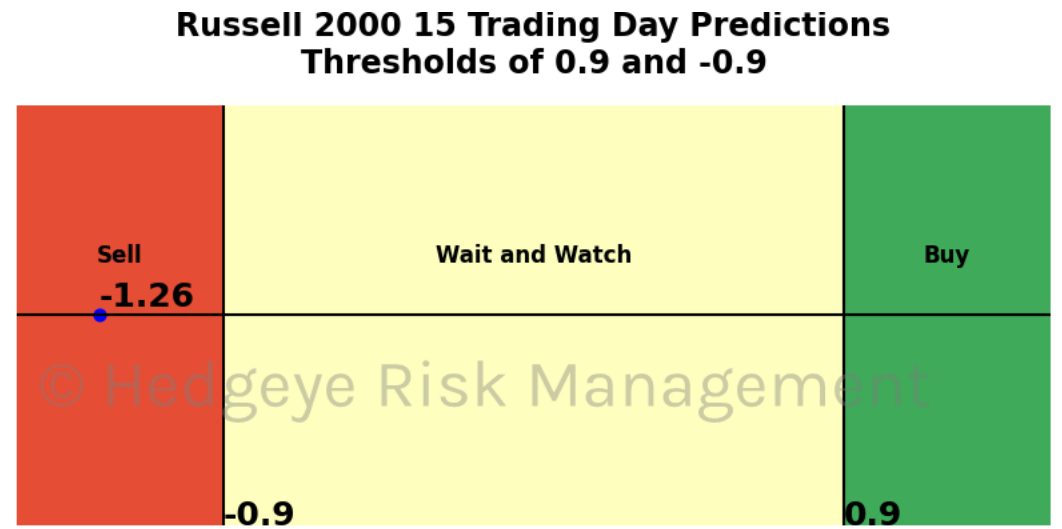 Russell 2000 15 Trading Day Predictions
Thresholds of 0.9 and -0.9
Sell
Wait and Watch
Buy
-1.26
© Hedgeye Risk Management
-0.9
0.9